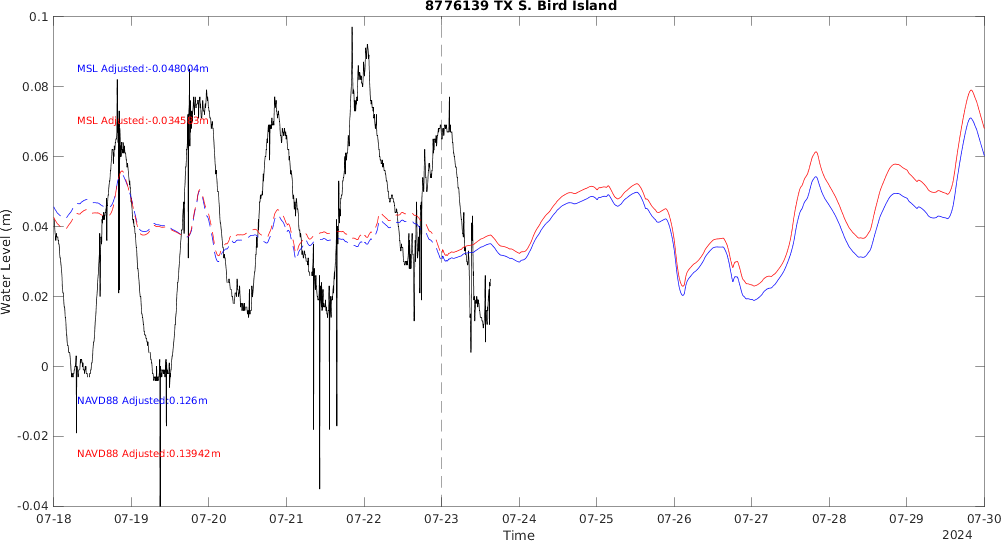 8776139 TX S. Bird Island
0.1
MSL Adjusted:-0.048004m
0.08
0.06
0.04
0.02
0
-0.02
-0.04
NAVD88 Adjusted:0.126m
NAVD88 Adjusted:0.13942m
Water Level (m)
07-18 07-19 07-20 07-21 07-22 07-23 07-24 07-25 07-26 07-27 07-28 07-29 07-30
Time
2024
MSL